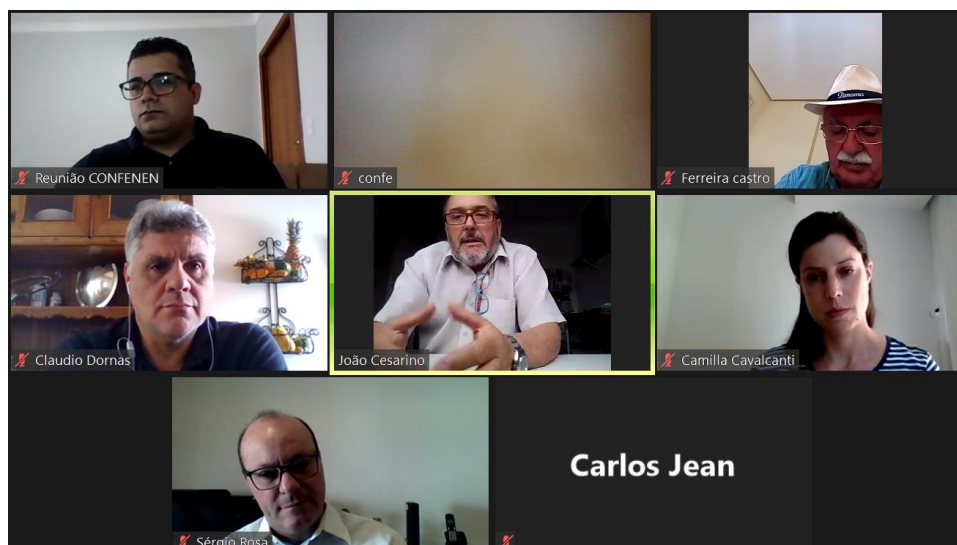 Reunião CONFENEN
confe
Panama
Ferreira castro
Claudio Dornas
João Cesarino
Camilla Cavalcanti
Sérgio Rosa
Carlos Jean